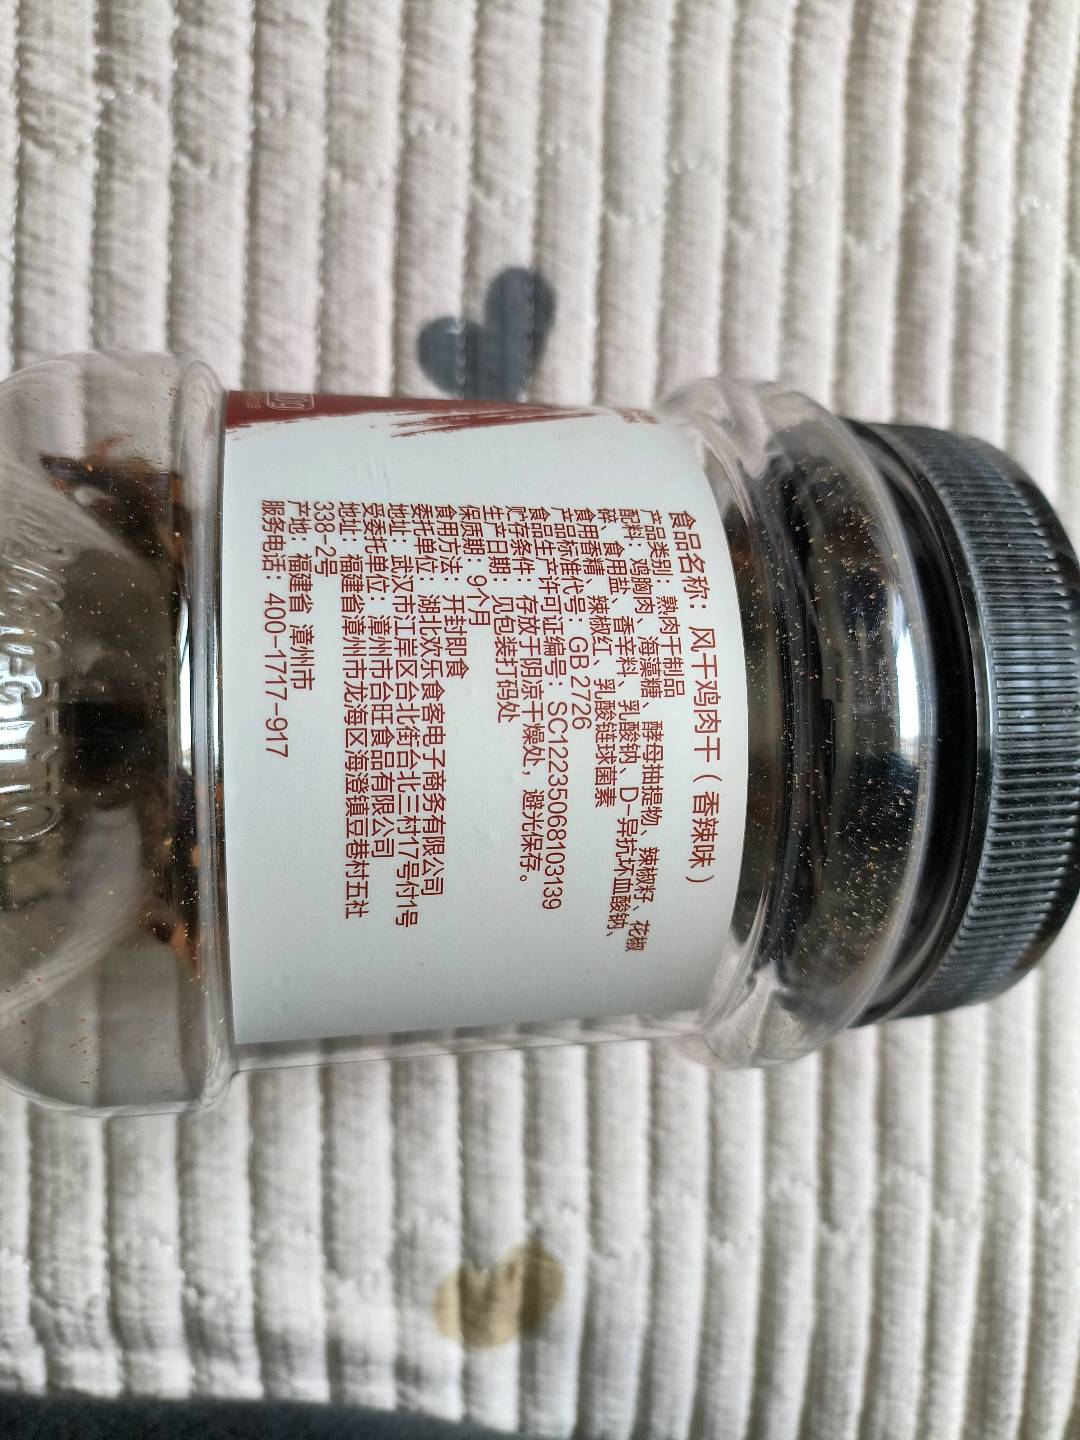 食品名称：风干鸡肉干（香辣味）
产品类别：熟肉干制品
配料：鸡胸肉、海藻糖、酵母抽提物、辣椒籽、花椒
碎、食用盐、香辛料、乳酸钠、D-异抗坏血酸钠、
食用香精、辣椒红、乳酸链球菌素
产品标准代号：GB 2726
食品生产许可证编号：SC12235068103139
贮存条件：存放于阴凉干燥处，避光保存。
生产日期：见包装打码处
保质期：9个月
食用方法：开封即食
委托单位：湖北欢乐食客电子商务有限公司
地址：武汉市江岸区台北街台北三村17号付1号
受委托单位：漳州市台旺食品有限公司
地址：福建省漳州市龙海区海澄镇豆巷村五社
338-2号
产地：福建省 漳州市
服务电话：400-1717-917